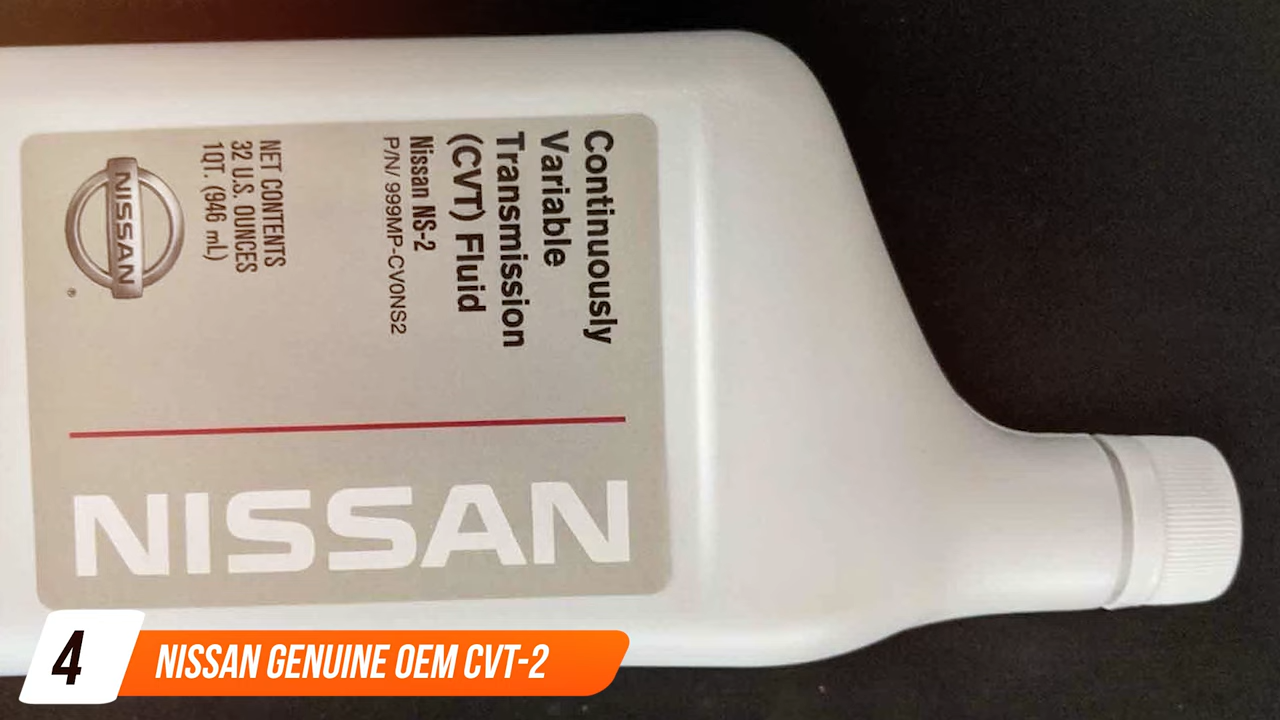 Continuously
Variable
Transmission
(CVT) Fluid
Nissan NS-2
P/N/ 999MP-CV0NS2
NET CONTENTS
32 U.S. OUNCES
1QT. (946 mL)
NISSAN
®
NISSAN
4
NISSAN GENUINE OEM CVT-2